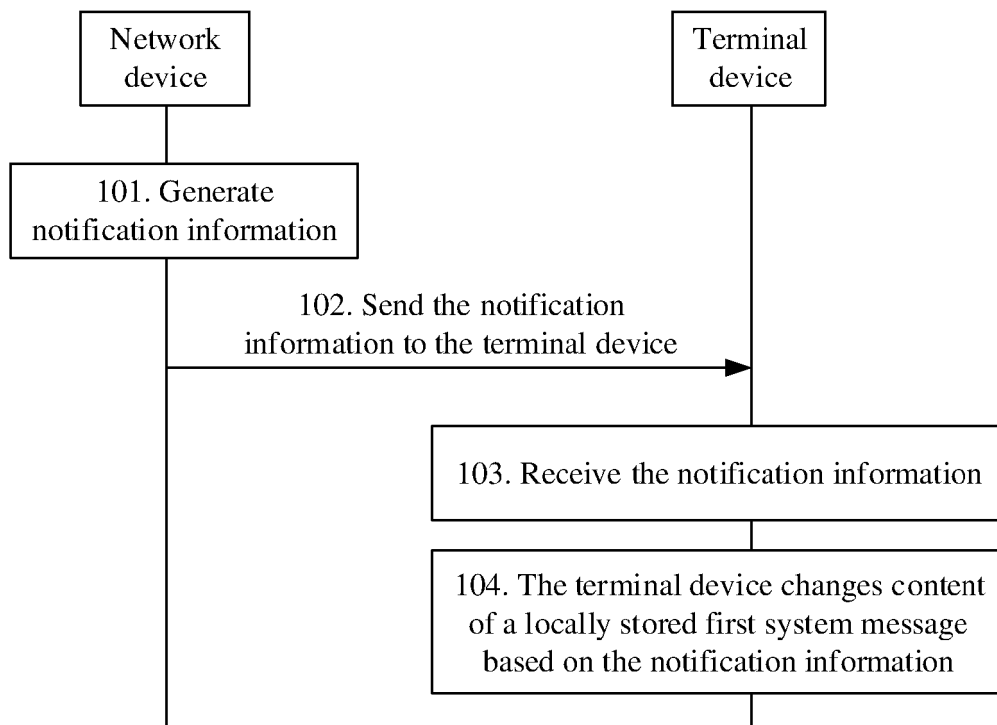 Network
device
Terminal
device
101. Generate
notification information
102. Send the notification
information to the terminal device
103. Receive the notification information
104. The terminal device changes content
of a locally stored first system message
based on the notification information